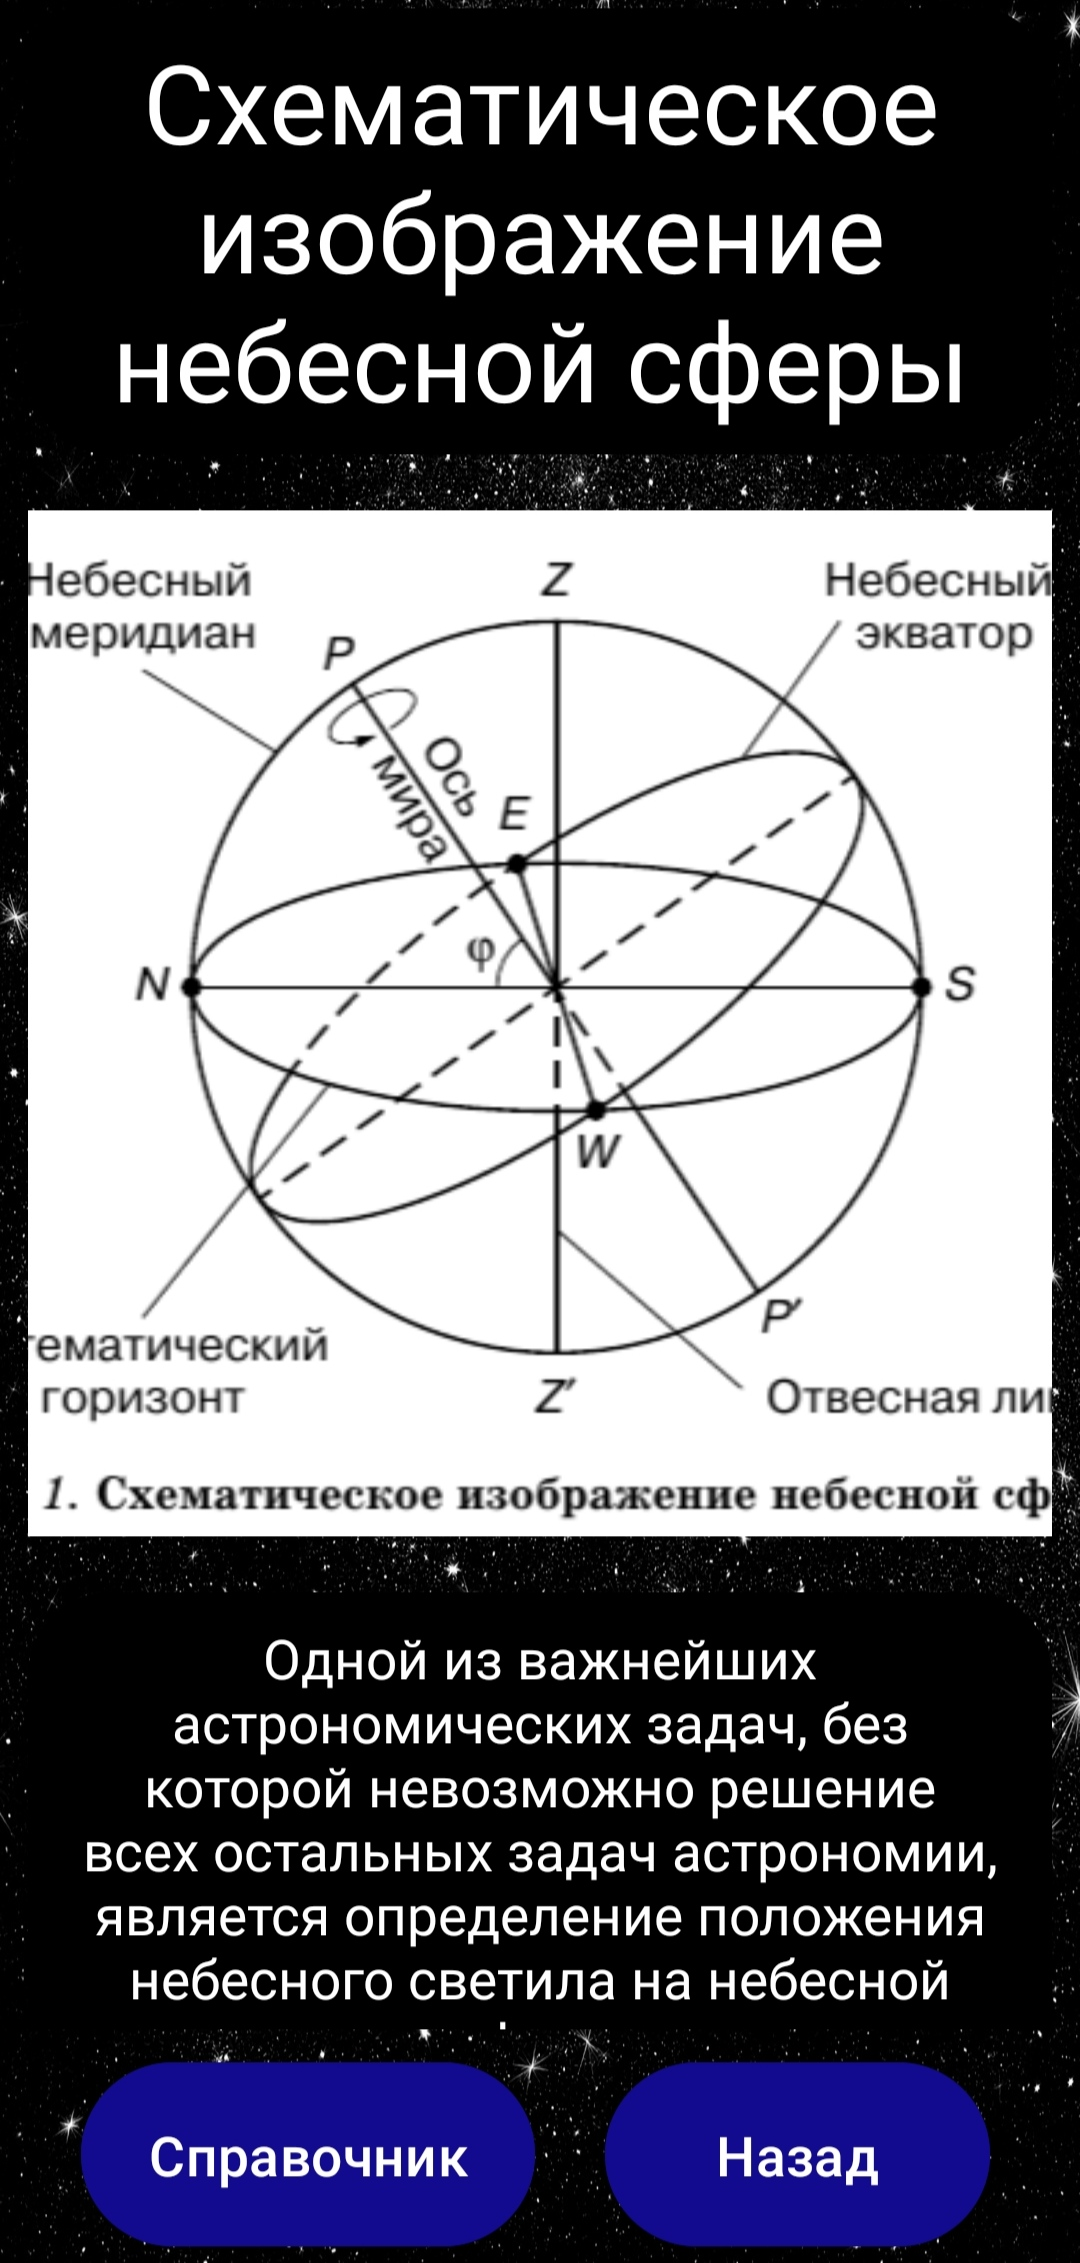 Схематическое
изображение
небесной сферы
Небесный
меридиан
Z
Небесный
экватор
P
Ось
мира
E
φ
N
S
W
P′
ематический
горизонт
Z′
Отвесная ли
1. Схематическое изображение небесной сф
Одной из важнейших
астрономических задач, без
которой невозможно решение
всех остальных задач астрономии,
является определение положения
небесного светила на небесной
Справочник
Назад